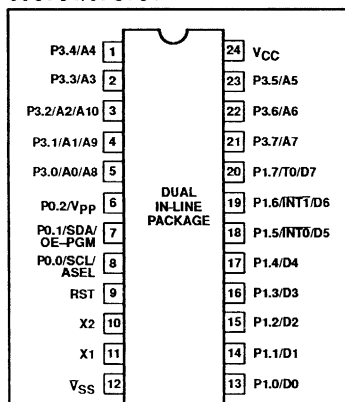 P3.4/A4 1
P3.3/A3 2
P3.2/A2/A10 3
P3.1/A1/A9 4
P3.0/A0/A8 5
P0.2/VPP 6
P0.1/SDA/
OE–PGM 7
P0.0/SCL/
ASEL 8
RST 9
X2 10
X1 11
VSS 12
DUAL
IN-LINE
PACKAGE
24 VCC
23 P3.5/A5
22 P3.6/A6
21 P3.7/A7
20 P1.7/T0/D7
19 P1.6/INT1/D6
18 P1.5/INT0/D5
17 P1.4/D4
16 P1.3/D3
15 P1.2/D2
14 P1.1/D1
13 P1.0/D0